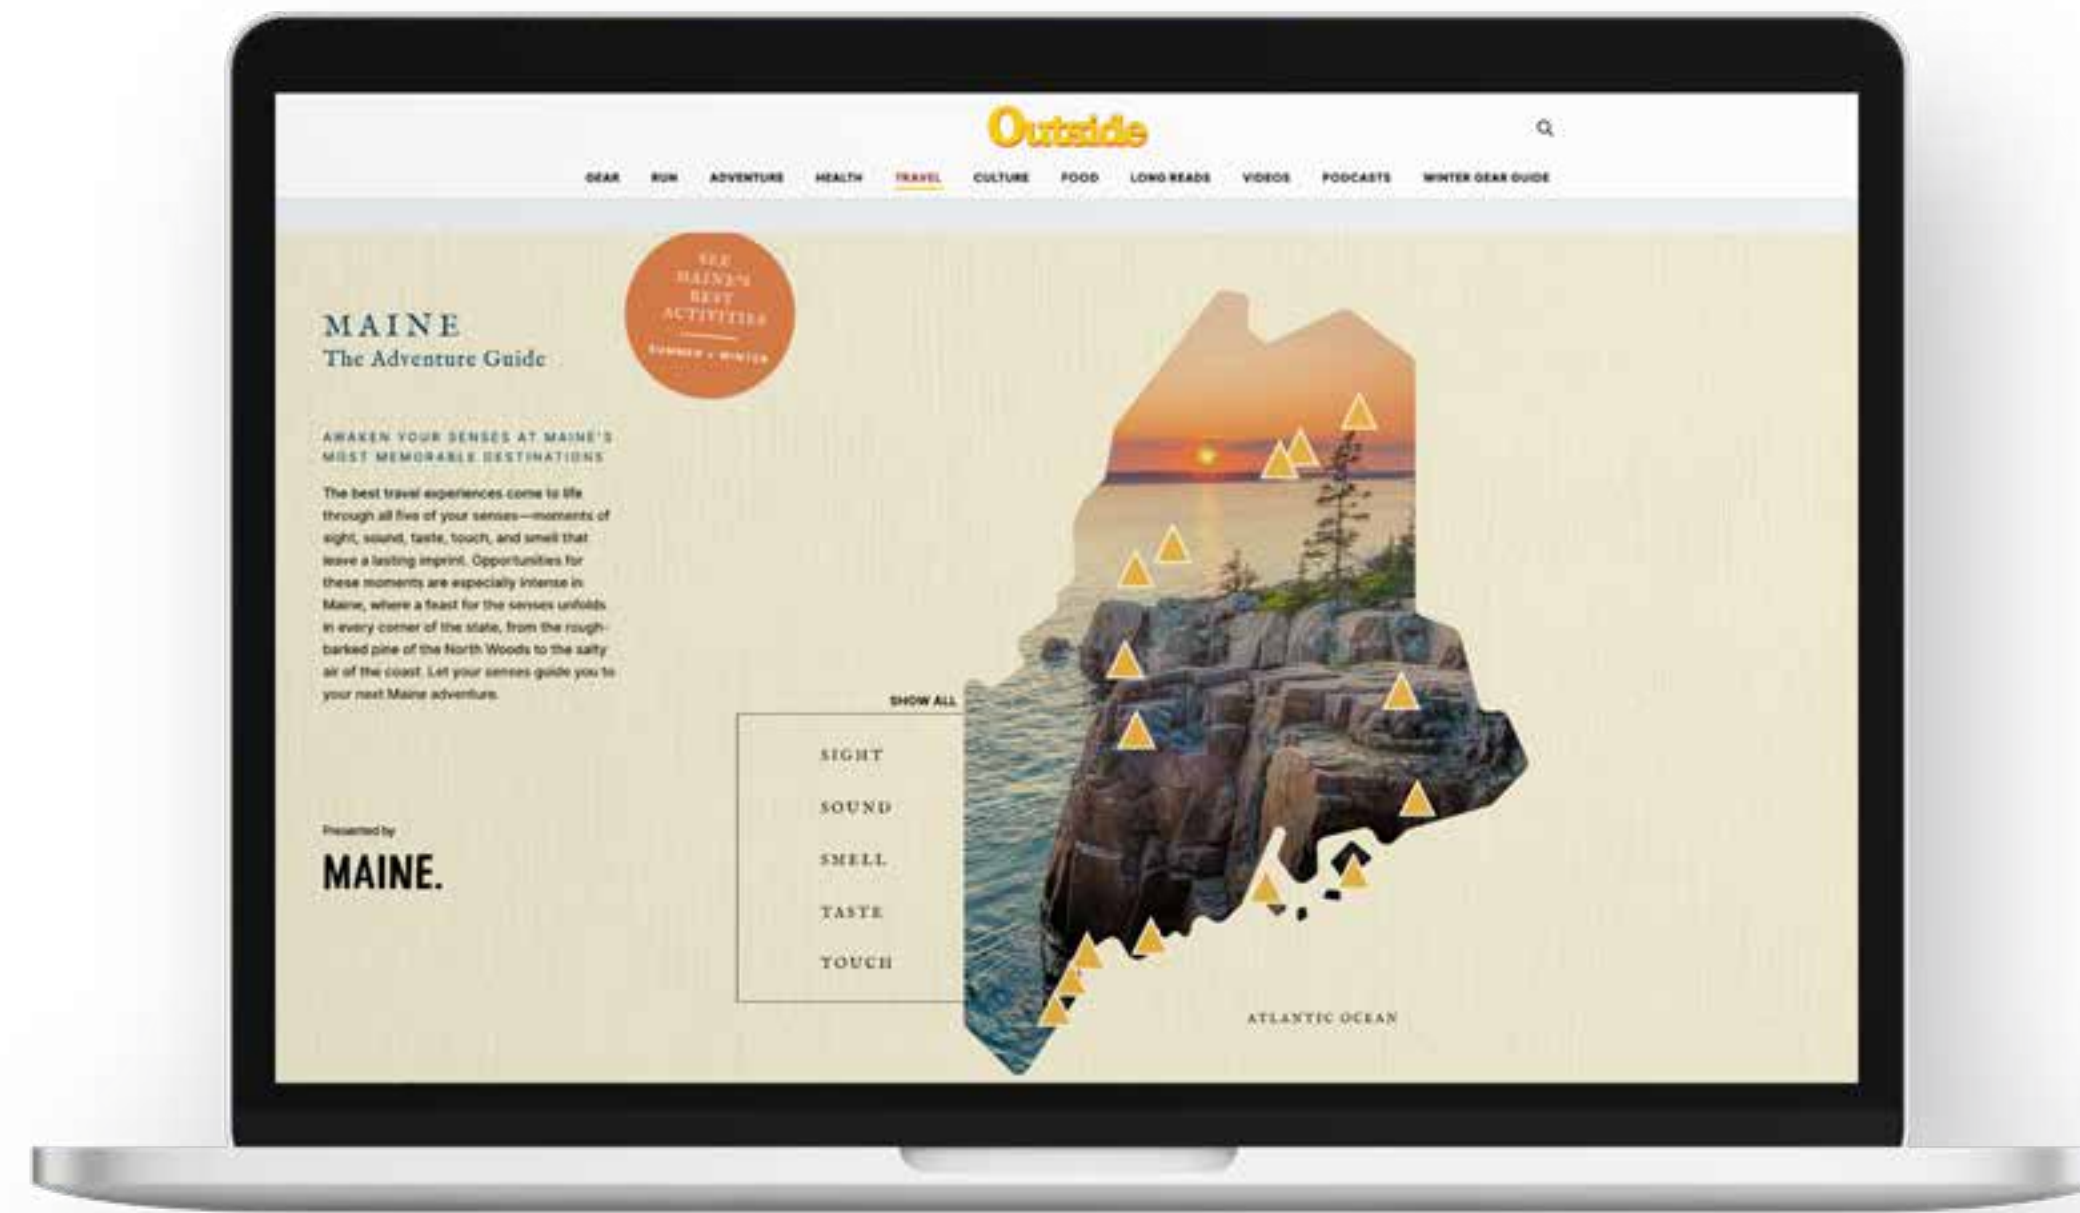 Outside
GEAR RUN ADVENTURE HEALTH TRAVEL CULTURE FOOD LONG READS VIDEOS PODCASTS WINTER GEAR GUIDE
SEE
MAINE'S
BEST
ACTIVITIES
SUMMER + WINTER
MAINE
The Adventure Guide
AWAKEN YOUR SENSES AT MAINE'S
MOST MEMORABLE DESTINATIONS
The best travel experiences come to life
through all five of your senses—moments of
sight, sound, taste, touch, and smell that
leave a lasting imprint. Opportunities for
these moments are especially intense in
Maine, where a feast for the senses unfolds
in every corner of the state, from the rough-
barked pine of the North Woods to the salty
air of the coast. Let your senses guide you to
your next Maine adventure.
Presented by
MAINE.
SHOW ALL
SIGHT
SOUND
SMELL
TASTE
TOUCH
ATLANTIC OCEAN